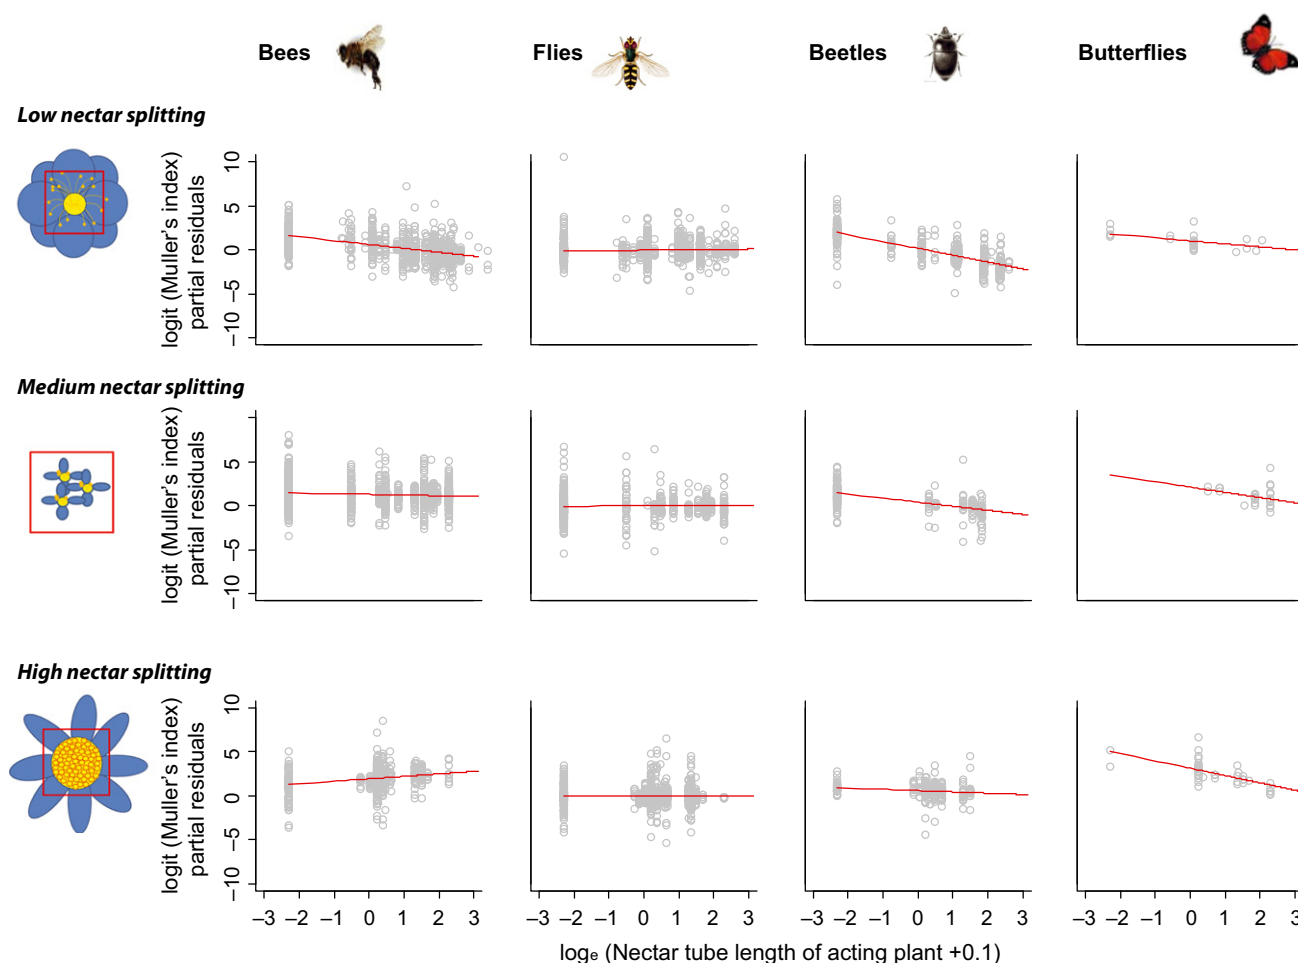 Bees Flies Beetles Butterflies
Low nectar splitting
logit (Muller's index)
partial residuals
10
5
0
−5
−10
Medium nectar splitting
logit (Muller's index)
partial residuals
5
0
−5
−10
High nectar splitting
logit (Muller's index)
partial residuals
10
5
0
−5
−10
−3 −2 −1 0 1 2 3 −3 −2 −1 0 1 2 3 −3 −2 −1 0 1 2 3 −3 −2 −1 0 1 2 3
logₑ (Nectar tube length of acting plant +0.1)